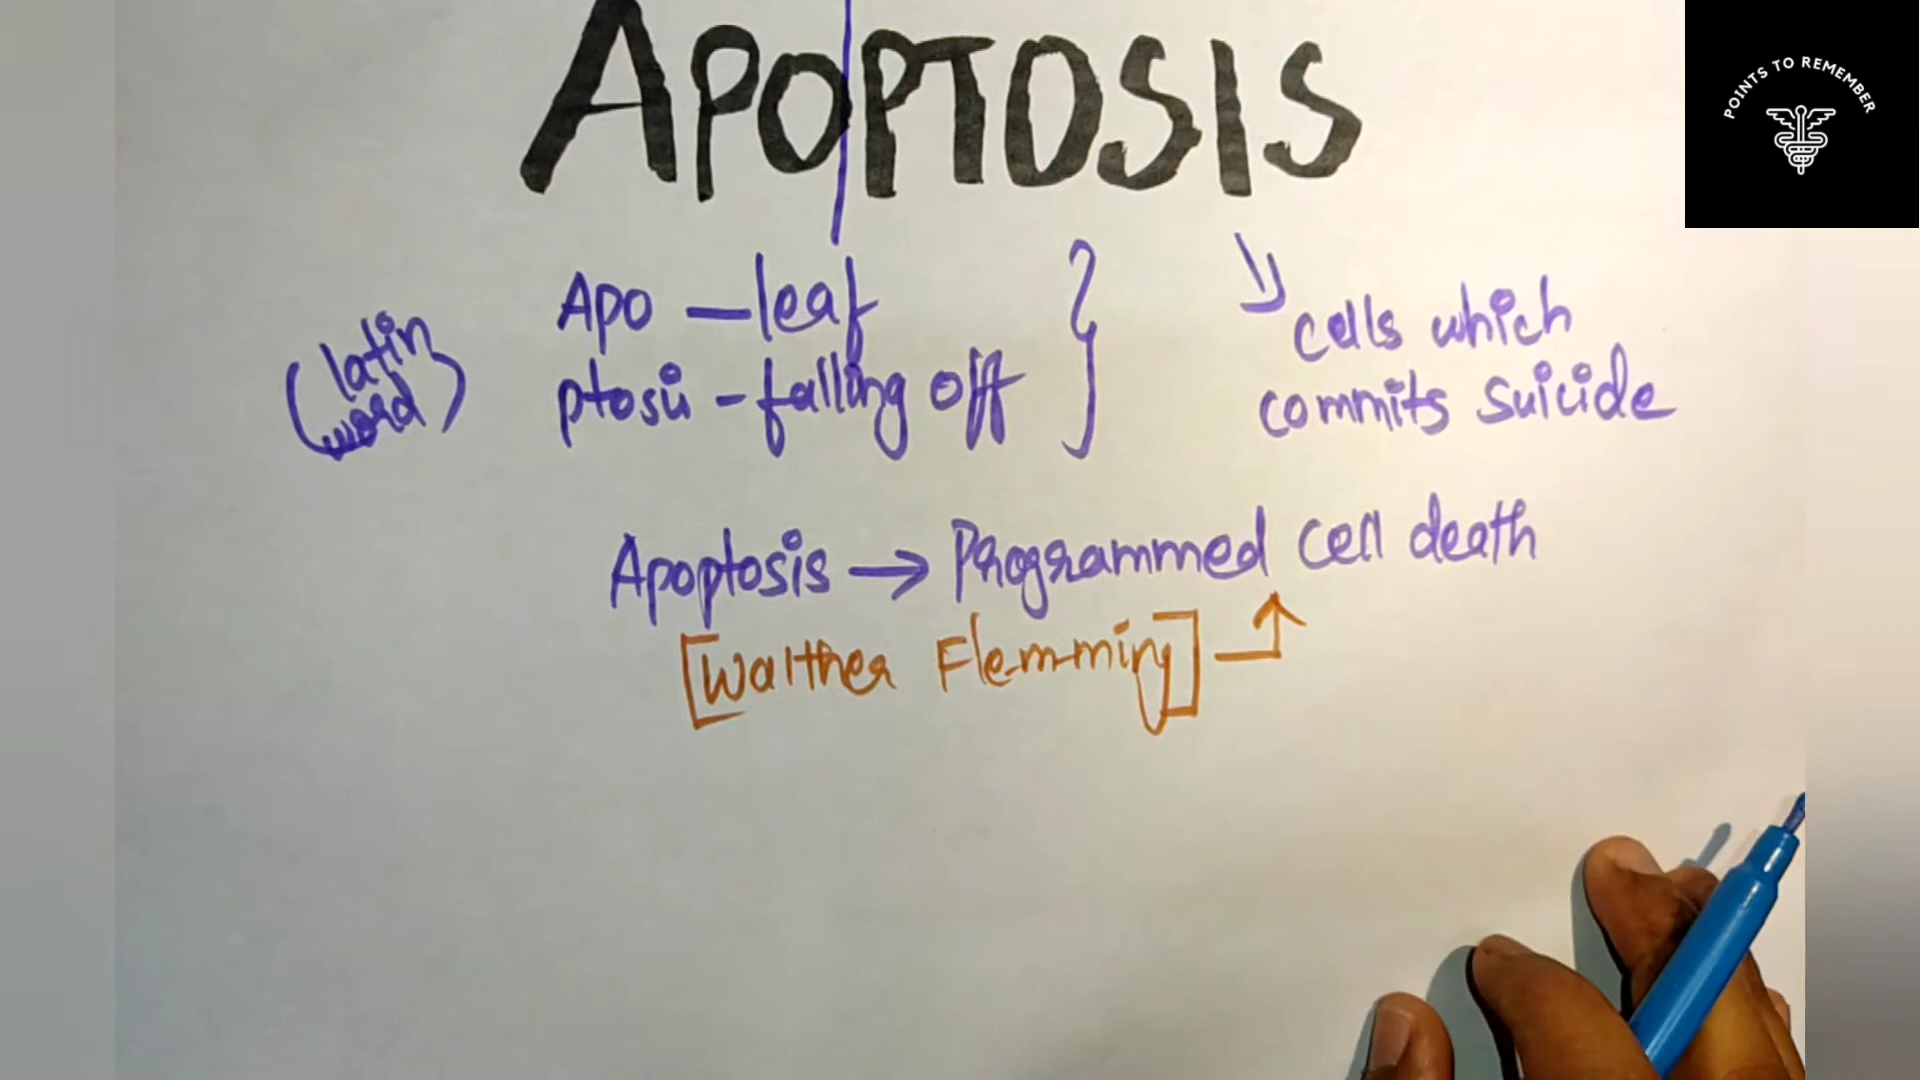 APOPTOSIS
POINTS TO REMEMBER
Apo - leaf
ptosis - falling off
(latin
word)
cells which
commits suicide
Apoptosis → Programmed cell death
[Walther Flemming]